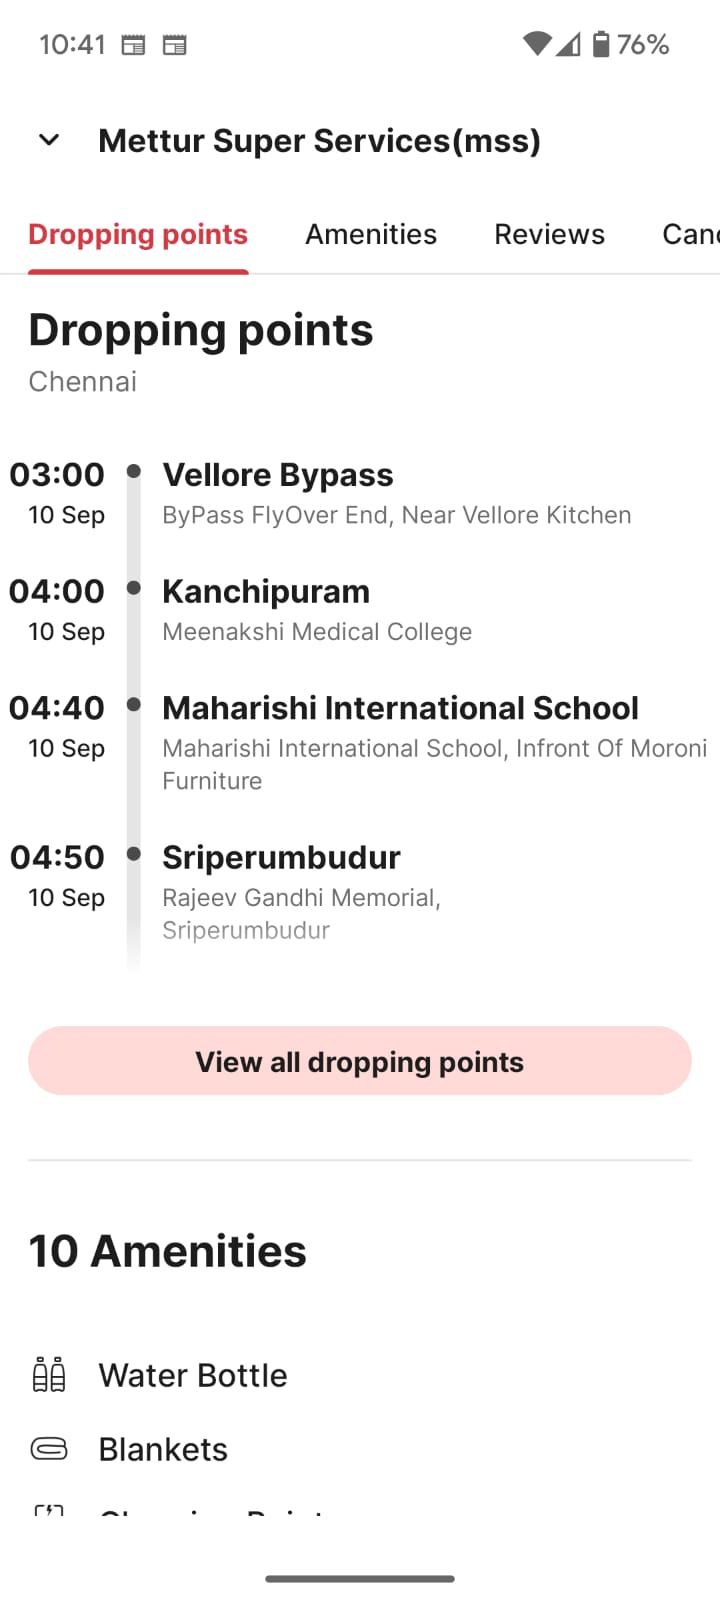 10:41
76%
Mettur Super Services(mss)
Dropping points Amenities Reviews
Dropping points
Chennai
03:00 Vellore Bypass
10 Sep ByPass FlyOver End, Near Vellore Kitchen
04:00 Kanchipuram
10 Sep Meenakshi Medical College
04:40 Maharishi International School
10 Sep Maharishi International School, Infront Of Moroni
Furniture
04:50 Sriperumbudur
10 Sep Rajeev Gandhi Memorial,
Sriperumbudur
View all dropping points
10 Amenities
Water Bottle
Blankets